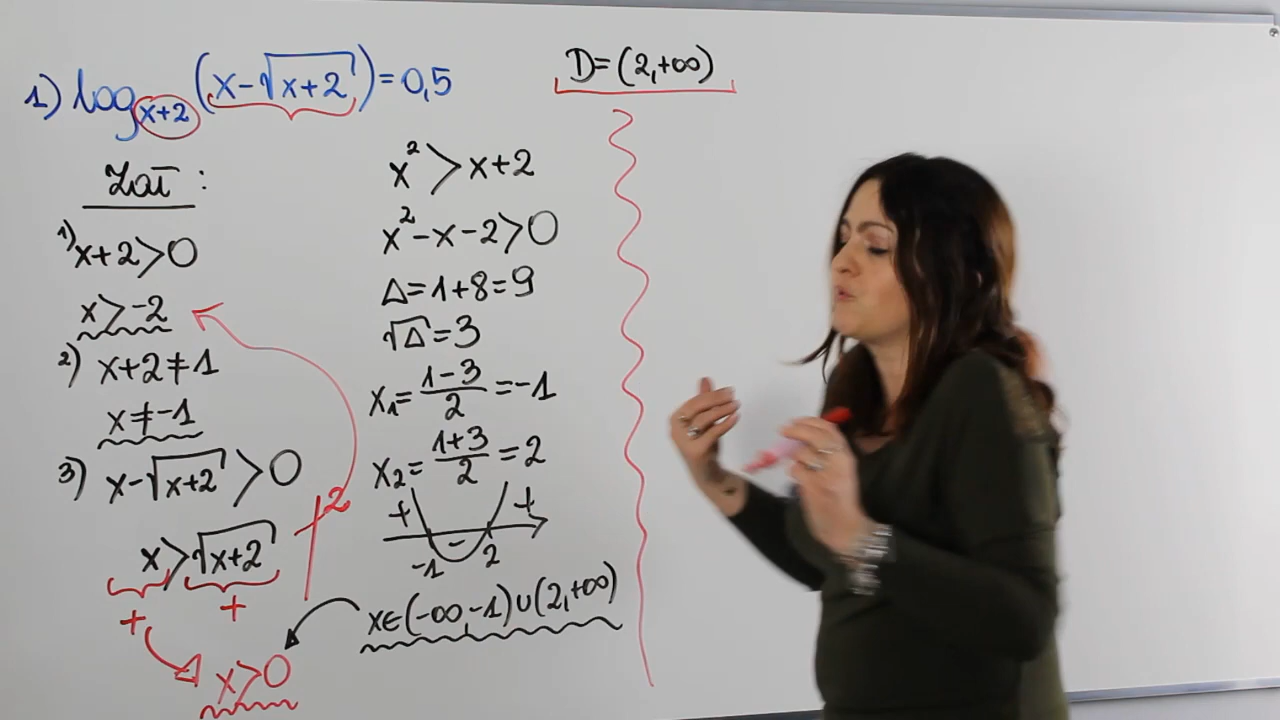 1) log_{x+2} (x-√(x+2)) = 0,5
Zał :
1) x+2>0
x>-2
2) x+2≠1
x≠-1
3) x-√(x+2) > 0
x>√(x+2) |²
+ +
x>0
x²>x+2
x²-x-2>0
Δ=1+8=9
√Δ=3
x₁=(1-3)/2=-1
x₂=(1+3)/2=2
+ - +
-1 2
x∈(-∞,-1)∪(2,+∞)
D=(2,+∞)